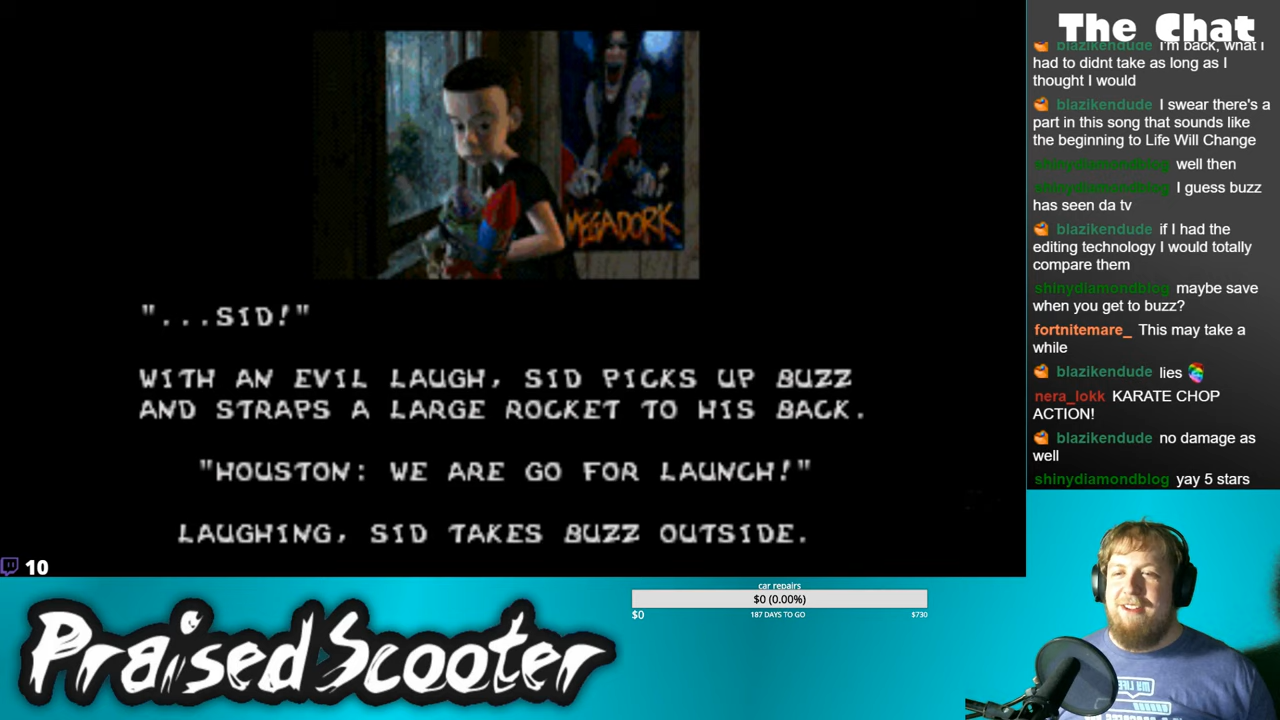 MEGADORK
"...SID!"
WITH AN EVIL LAUGH, SID PICKS UP BUZZ
AND STRAPS A LARGE ROCKET TO HIS BACK.
"HOUSTON: WE ARE GO FOR LAUNCH!"
LAUGHING, SID TAKES BUZZ OUTSIDE.
10
The Chat
blazikendude I'm back, what I
had to didnt take as long as I
thought I would
blazikendude I swear there's a
part in this song that sounds like
the beginning to Life Will Change
shinydiamondblog well then
shinydiamondblog I guess buzz
has seen da tv
blazikendude if I had the
editing technology I would totally
compare them
shinydiamondblog maybe save
when you get to buzz?
fortnitemare_ This may take a
while
blazikendude lies
nera_lokk KARATE CHOP
ACTION!
blazikendude no damage as
well
shinydiamondblog yay 5 stars
car repairs
$0 (0.00%)
$0 187 DAYS TO GO $730
PraisedScooter
MY LIFE